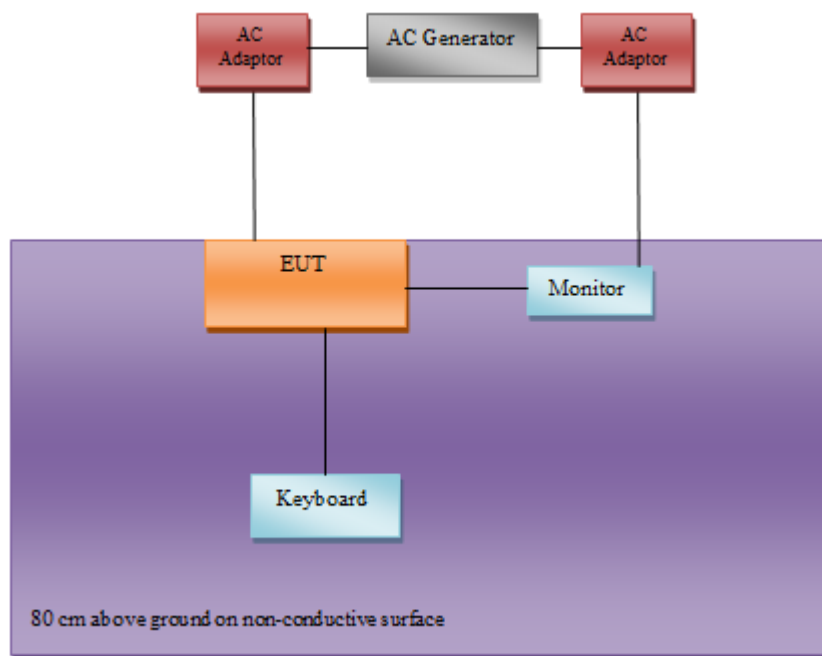 AC
Adaptor
AC Generator
AC
Adaptor
EUT
Monitor
Keyboard
80 cm above ground on non-conductive surface